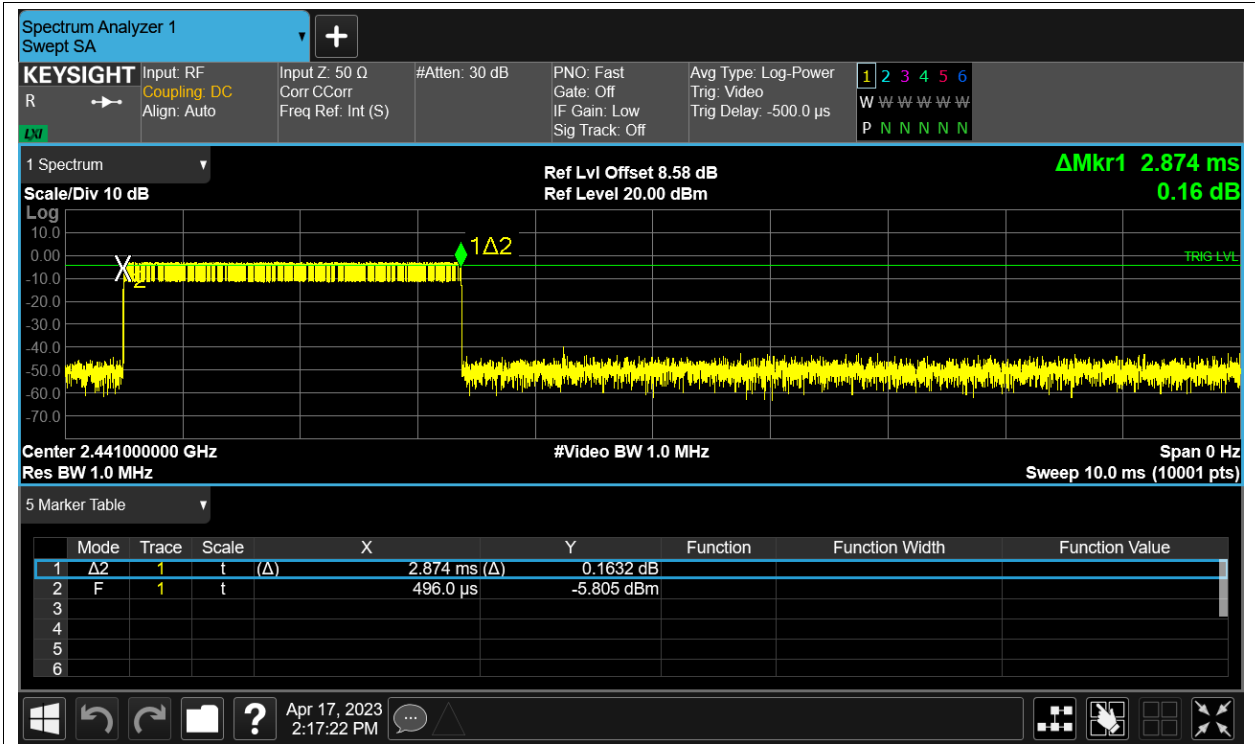 Spectrum Analyzer 1
Swept SA
KEYSIGHT
R
LXI
Input: RF
Coupling: DC
Align: Auto
Input Z: 50 Ω
Corr CCorr
Freq Ref: Int (S)
#Atten: 30 dB
PNO: Fast
Gate: Off
IF Gain: Low
Sig Track: Off
Avg Type: Log-Power
Trig: Video
Trig Delay: -500.0 µs
1 2 3 4 5 6
W W W W W W
P N N N N N
1 Spectrum
Scale/Div 10 dB
Ref Lvl Offset 8.58 dB
Ref Level 20.00 dBm
ΔMkr1 2.874 ms
0.16 dB
Log
10.0
0.00
-10.0
-20.0
-30.0
-40.0
-50.0
-60.0
-70.0
1Δ2
X2
TRIG LVL
Center 2.441000000 GHz
#Video BW 1.0 MHz
Span 0 Hz
Res BW 1.0 MHz
Sweep 10.0 ms (10001 pts)
5 Marker Table
Mode Trace Scale X Y Function Function Width Function Value
1 Δ2 1 t (Δ) 2.874 ms (Δ) 0.1632 dB
2 F 1 t 496.0 µs -5.805 dBm
3
4
5
6
?
Apr 17, 2023
2:17:22 PM